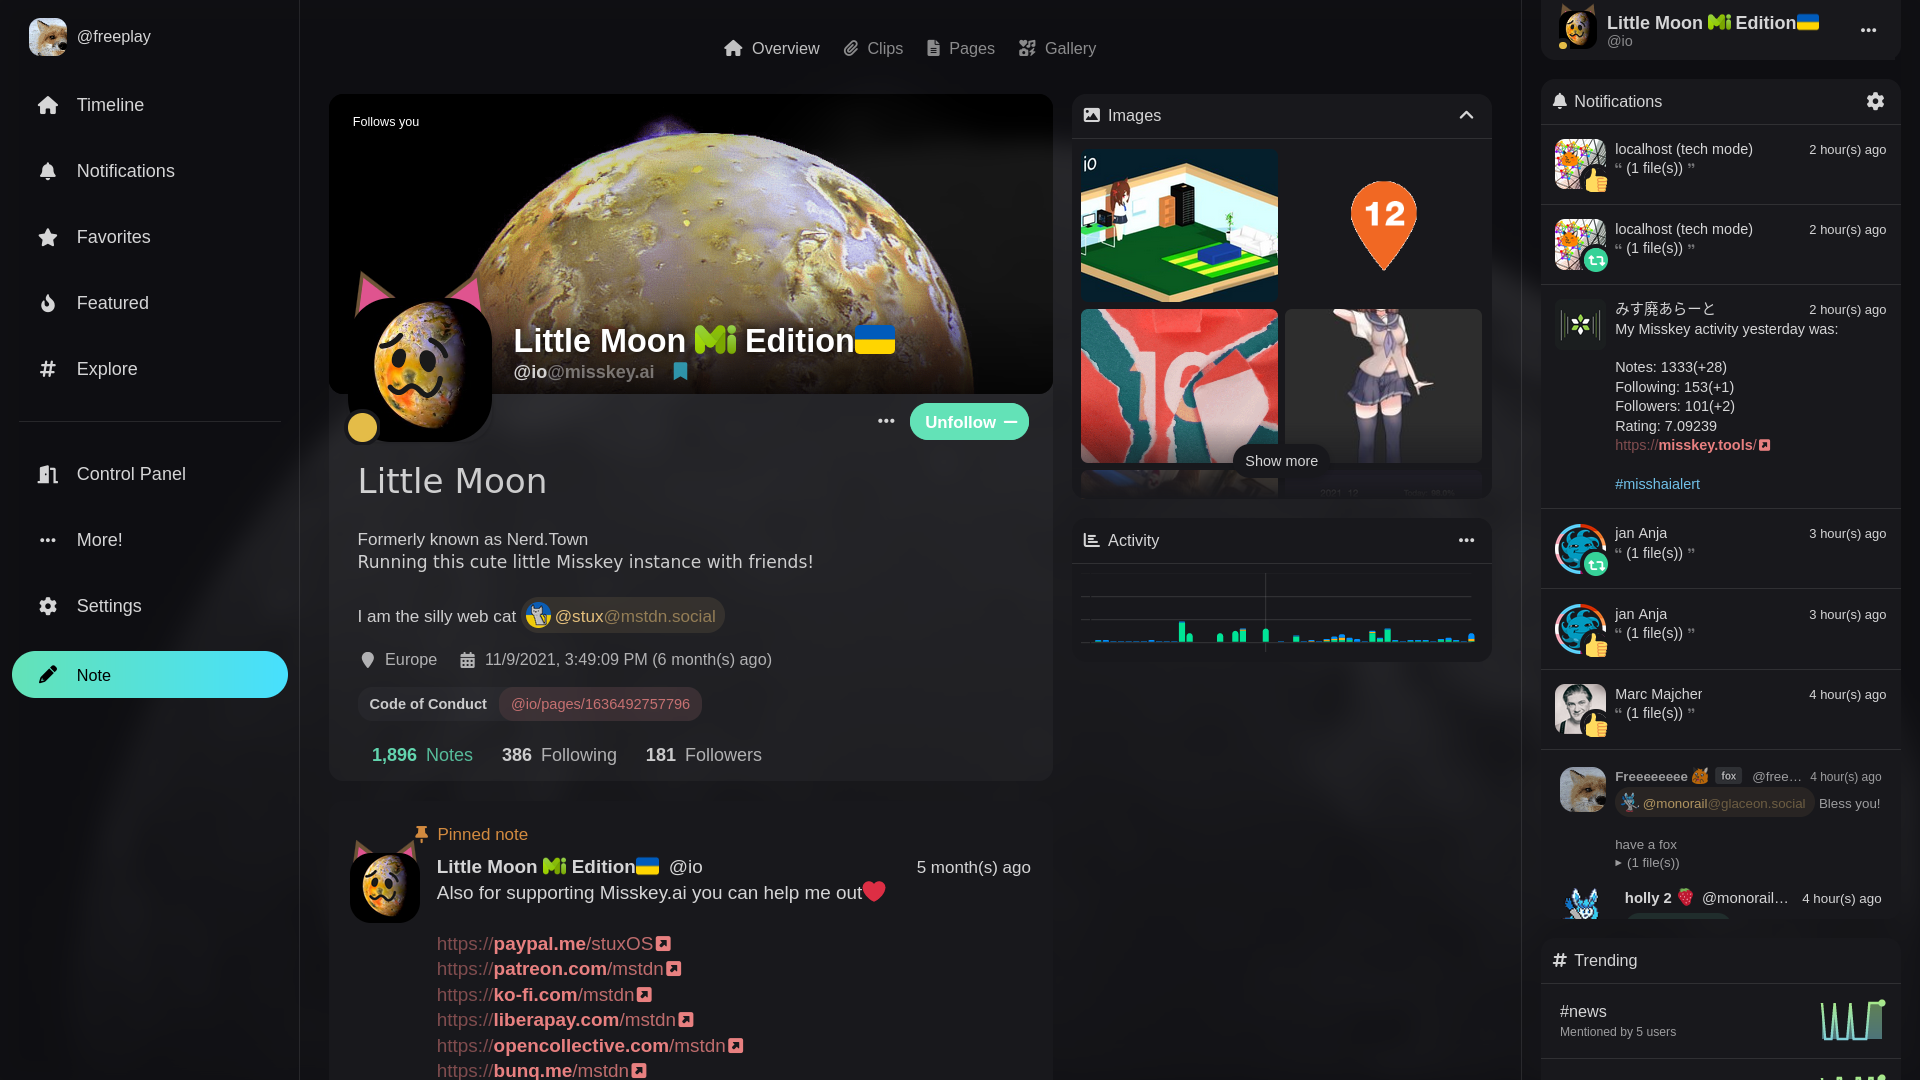 @freeplay
Timeline
Notifications
Favorites
Featured
Explore
Control Panel
More!
Settings
Note
Overview
Clips
Pages
Gallery
Follows you
Little Moon Mi Edition
@io@misskey.ai
Unfollow
Little Moon
Formerly known as Nerd.Town
Running this cute little Misskey instance with friends!
I am the silly web cat @stux@mstdn.social
Europe
11/9/2021, 3:49:09 PM (6 month(s) ago)
Code of Conduct @io/pages/1636492757796
1,896 Notes
386 Following
181 Followers
Pinned note
Little Moon Mi Edition @io
5 month(s) ago
Also for supporting Misskey.ai you can help me out
https://paypal.me/stuxOS
https://patreon.com/mstdn
https://ko-fi.com/mstdn
https://liberapay.com/mstdn
https://opencollective.com/mstdn
https://bunq.me/mstdn
Images
io
12
10
Show more
Activity
Little Moon Mi Edition
@io
Notifications
localhost (tech mode) 2 hour(s) ago
“ (1 file(s)) ”
localhost (tech mode) 2 hour(s) ago
“ (1 file(s)) ”
みす廃あらーと 2 hour(s) ago
My Misskey activity yesterday was:
Notes: 1333(+28)
Following: 153(+1)
Followers: 101(+2)
Rating: 7.09239
https://misskey.tools/
#misshaialert
jan Anja 3 hour(s) ago
“ (1 file(s)) ”
jan Anja 3 hour(s) ago
“ (1 file(s)) ”
Marc Majcher 4 hour(s) ago
“ (1 file(s)) ”
Freeeeeeee fox @free… 4 hour(s) ago
@monorail@glaceon.social Bless you!
have a fox
▸ (1 file(s))
holly 2 @monorail… 4 hour(s) ago
Trending
#news
Mentioned by 5 users